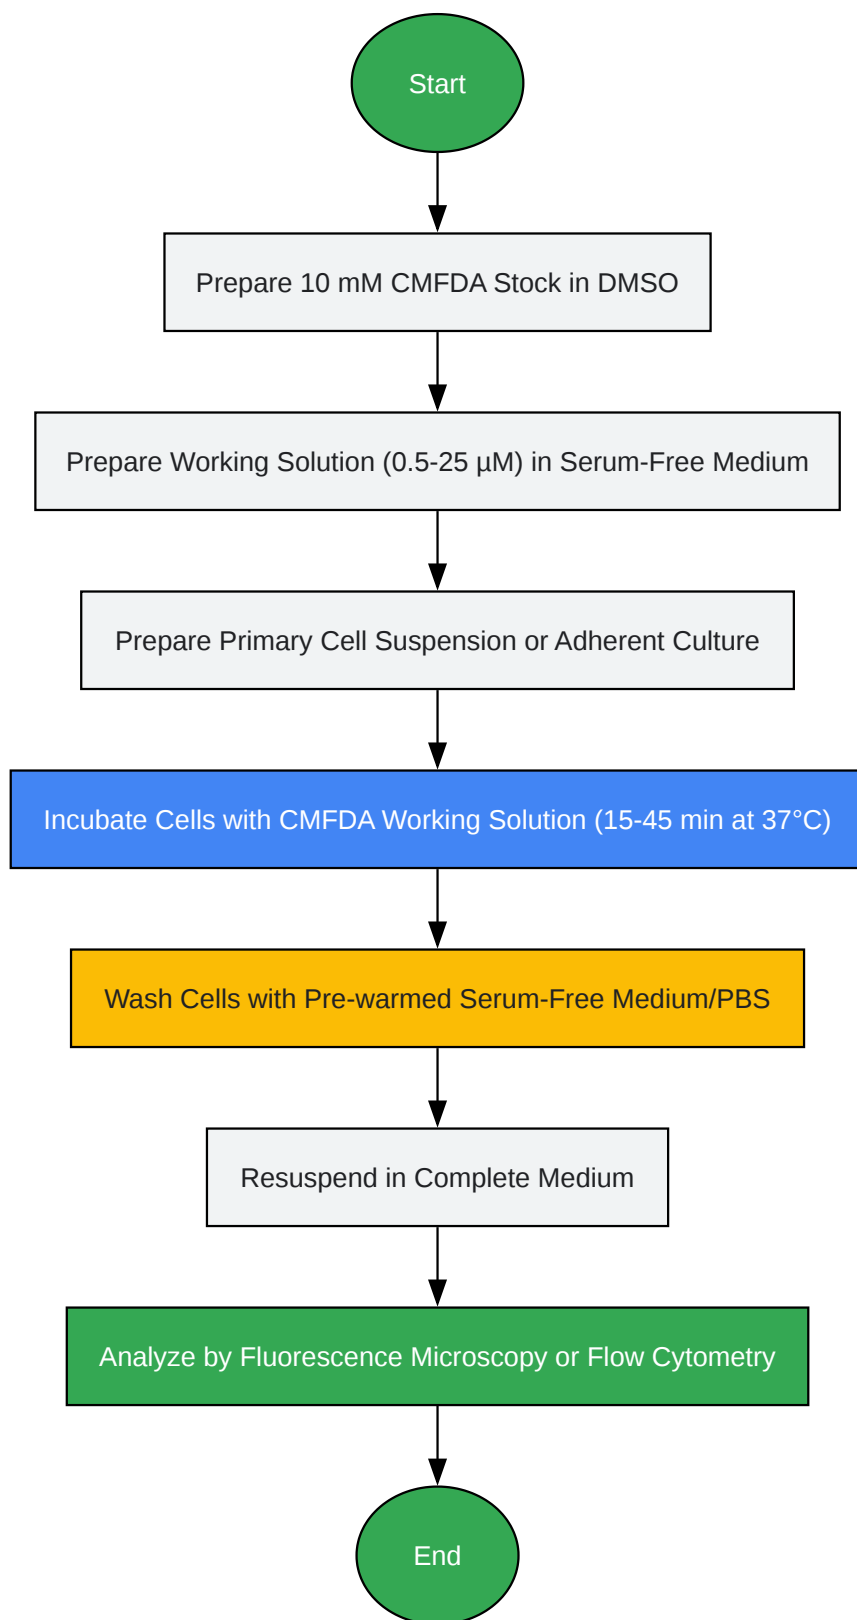 Start
Prepare 10 mM CMFDA Stock in DMSO
Prepare Working Solution (0.5-25 µM) in Serum-Free Medium
Prepare Primary Cell Suspension or Adherent Culture
Incubate Cells with CMFDA Working Solution (15-45 min at 37°C)
Wash Cells with Pre-warmed Serum-Free Medium/PBS
Resuspend in Complete Medium
Analyze by Fluorescence Microscopy or Flow Cytometry
End